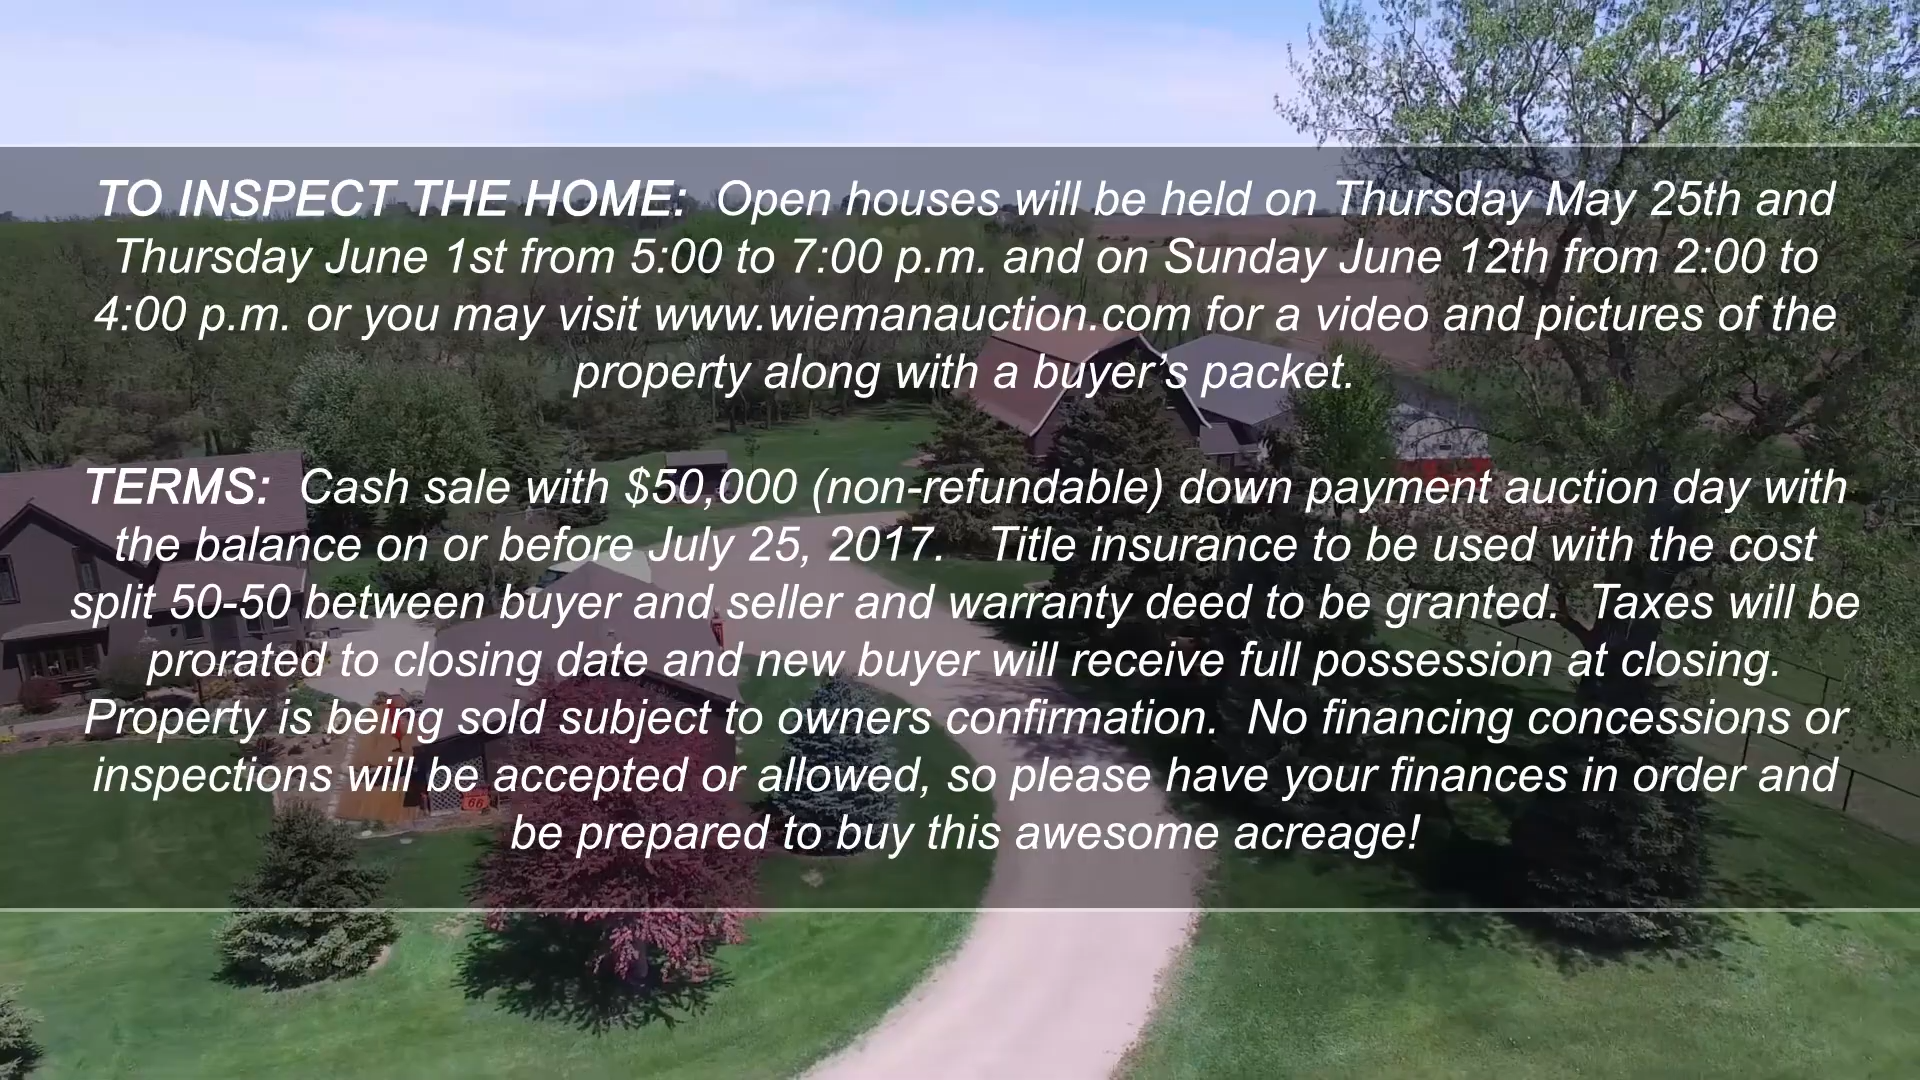 TO INSPECT THE HOME: Open houses will be held on Thursday May 25th and
Thursday June 1st from 5:00 to 7:00 p.m. and on Sunday June 12th from 2:00 to
4:00 p.m. or you may visit www.wiemanauction.com for a video and pictures of the
property along with a buyer’s packet.
TERMS: Cash sale with $50,000 (non-refundable) down payment auction day with
the balance on or before July 25, 2017. Title insurance to be used with the cost
split 50-50 between buyer and seller and warranty deed to be granted. Taxes will be
prorated to closing date and new buyer will receive full possession at closing.
Property is being sold subject to owners confirmation. No financing concessions or
inspections will be accepted or allowed, so please have your finances in order and
66
be prepared to buy this awesome acreage!